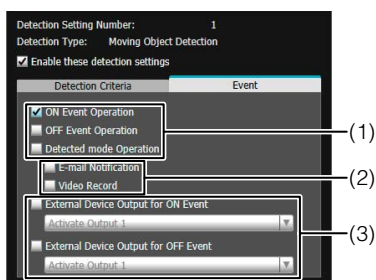 Detection Setting Number: 1
Detection Type: Moving Object Detection
Enable these detection settings
Detection Criteria Event
ON Event Operation
OFF Event Operation
Detected mode Operation
(1)
E-mail Notification
(2)
Video Record
External Device Output for ON Event
Activate Output 1
(3)
External Device Output for OFF Event
Activate Output 1